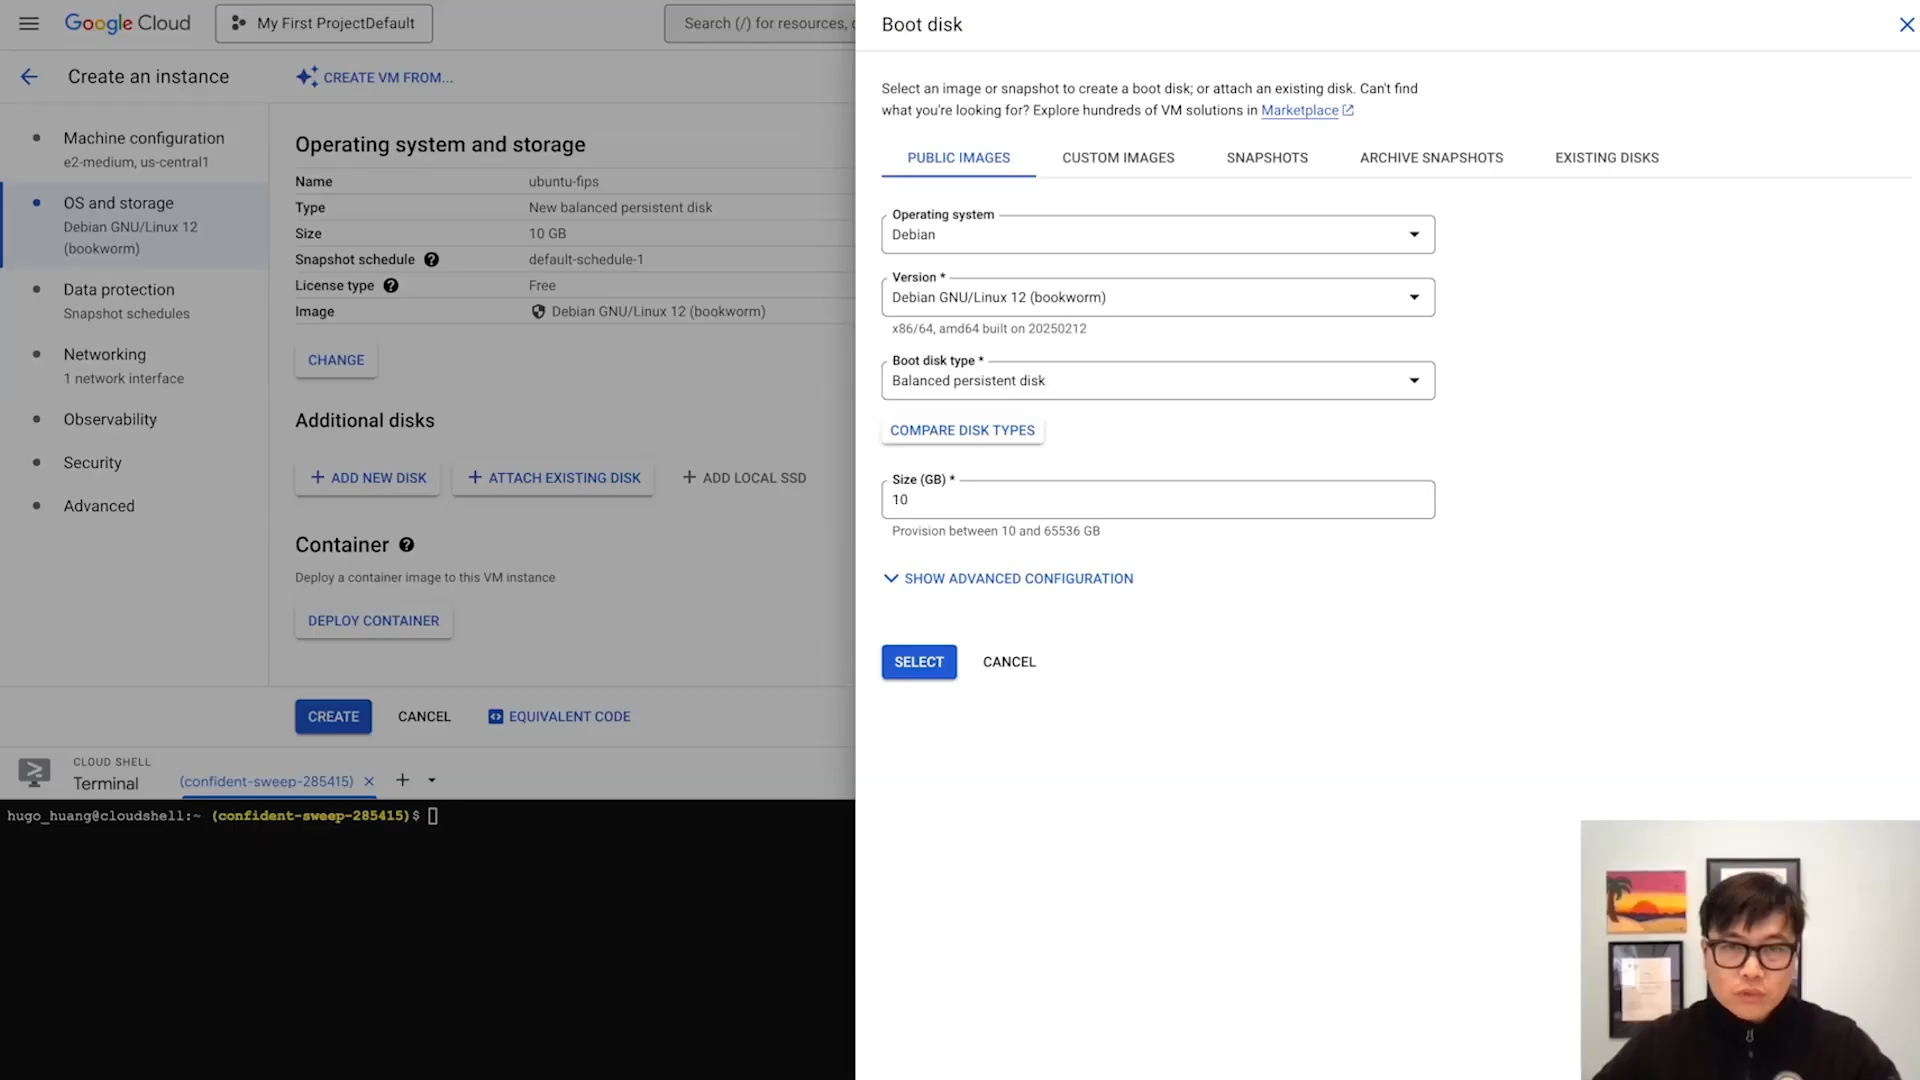 Google Cloud
My First ProjectDefault
Search (/) for resources,
Create an instance
CREATE VM FROM...
Machine configuration
e2-medium, us-central1
OS and storage
Debian GNU/Linux 12
(bookworm)
Data protection
Snapshot schedules
Networking
1 network interface
Observability
Security
Advanced
Operating system and storage
Name ubuntu-fips
Type New balanced persistent disk
Size 10 GB
Snapshot schedule ? default-schedule-1
License type ? Free
Image Debian GNU/Linux 12 (bookworm)
CHANGE
Additional disks
+ ADD NEW DISK + ATTACH EXISTING DISK + ADD LOCAL SSD
Container ?
Deploy a container image to this VM instance
DEPLOY CONTAINER
CREATE CANCEL EQUIVALENT CODE
CLOUD SHELL
Terminal
(confident-sweep-285415) × +
hugo_huang@cloudshell:~ (confident-sweep-285415)$
Boot disk
Select an image or snapshot to create a boot disk; or attach an existing disk. Can't find
what you're looking for? Explore hundreds of VM solutions in Marketplace
PUBLIC IMAGES CUSTOM IMAGES SNAPSHOTS ARCHIVE SNAPSHOTS EXISTING DISKS
Operating system
Debian
Version *
Debian GNU/Linux 12 (bookworm)
x86/64, amd64 built on 20250212
Boot disk type *
Balanced persistent disk
COMPARE DISK TYPES
Size (GB) *
10
Provision between 10 and 65536 GB
SHOW ADVANCED CONFIGURATION
SELECT CANCEL